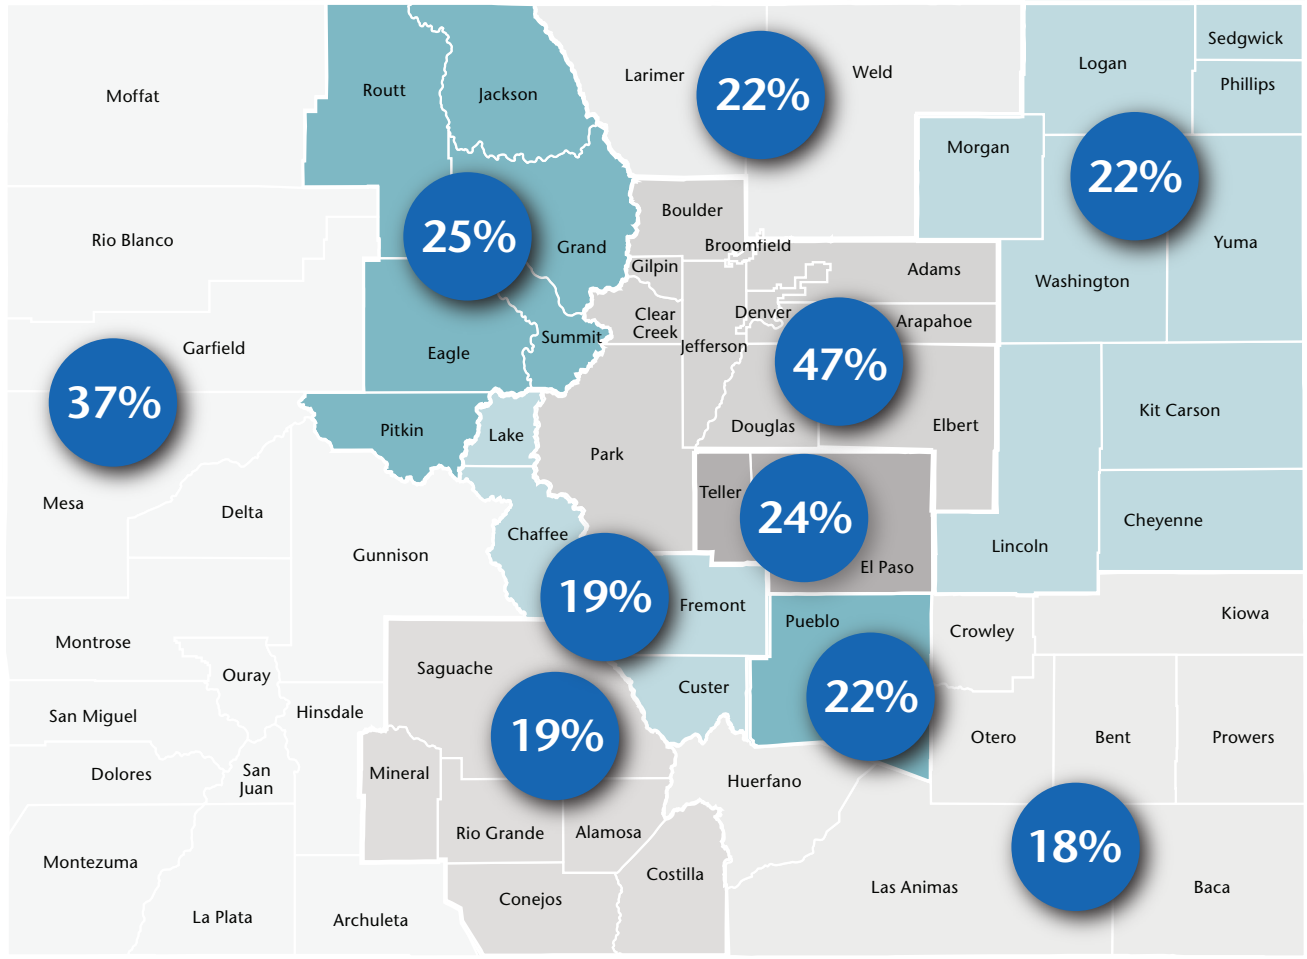 Moffat
Routt
Jackson
Larimer
22%
Weld
Logan
Sedgwick
Phillips
Morgan
22%
Rio Blanco
25%
Grand
Boulder
Broomfield
Gilpin
Adams
Washington
Yuma
Garfield
Eagle
Summit
Clear
Creek
Jefferson
Denver
Arapahoe
37%
47%
Pitkin
Lake
Park
Douglas
Elbert
Kit Carson
Mesa
Delta
Gunnison
Chaffee
Teller
24%
El Paso
Lincoln
Cheyenne
Montrose
Ouray
19%
Fremont
Pueblo
Crowley
Kiowa
San Miguel
Hinsdale
Saguache
19%
Custer
22%
Otero
Bent
Prowers
Dolores
San
Juan
Mineral
Huerfano
Rio Grande
Alamosa
Montezuma
La Plata
Archuleta
Conejos
Costilla
Las Animas
18%
Baca